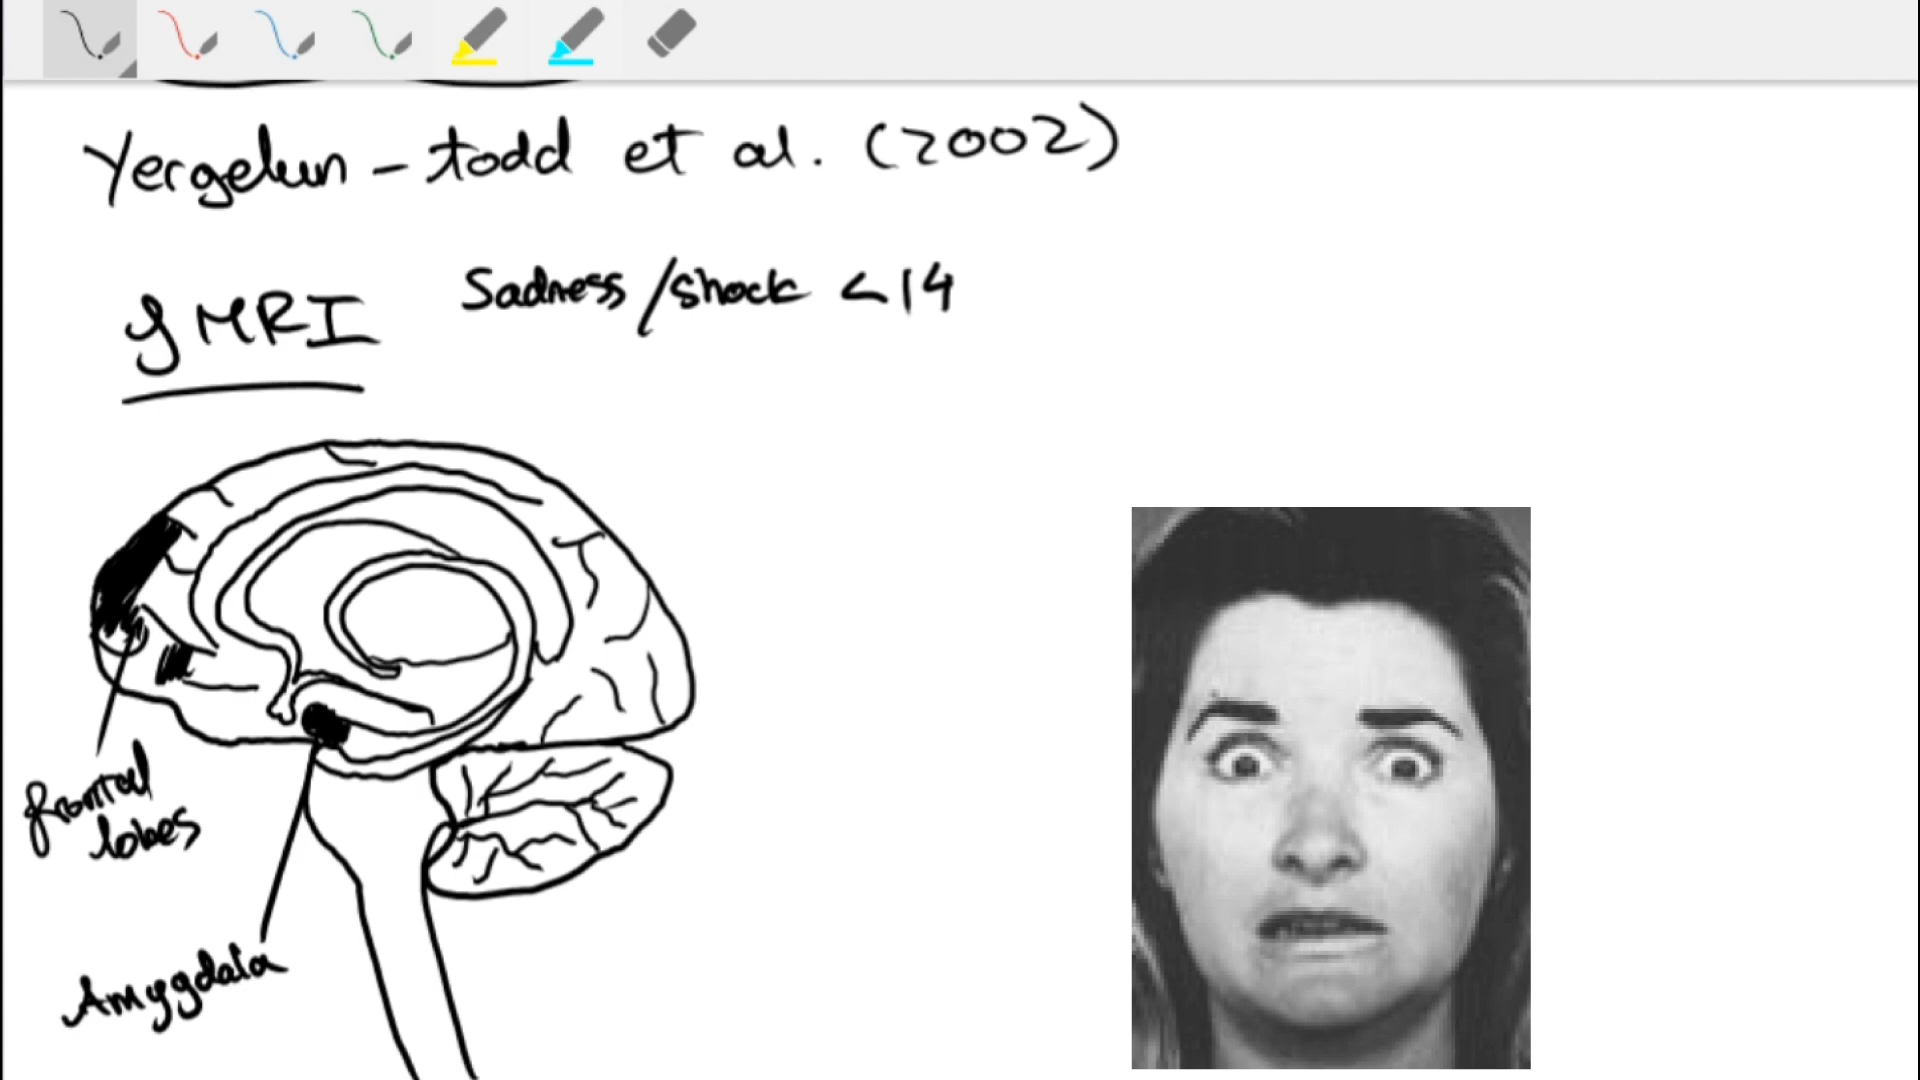 Yergelun - todd et al. (2002)
fMRI
Sadness / shock < 14
frontal
lobes
Amygdala